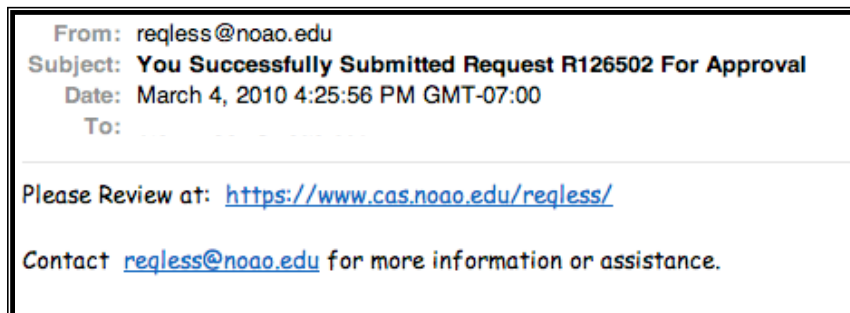 From: reqless@noao.edu
Subject: You Successfully Submitted Request R126502 For Approval
Date: March 4, 2010 4:25:56 PM GMT-07:00
To:
Please Review at: https://www.cas.noao.edu/reqless/
Contact reqless@noao.edu for more information or assistance.